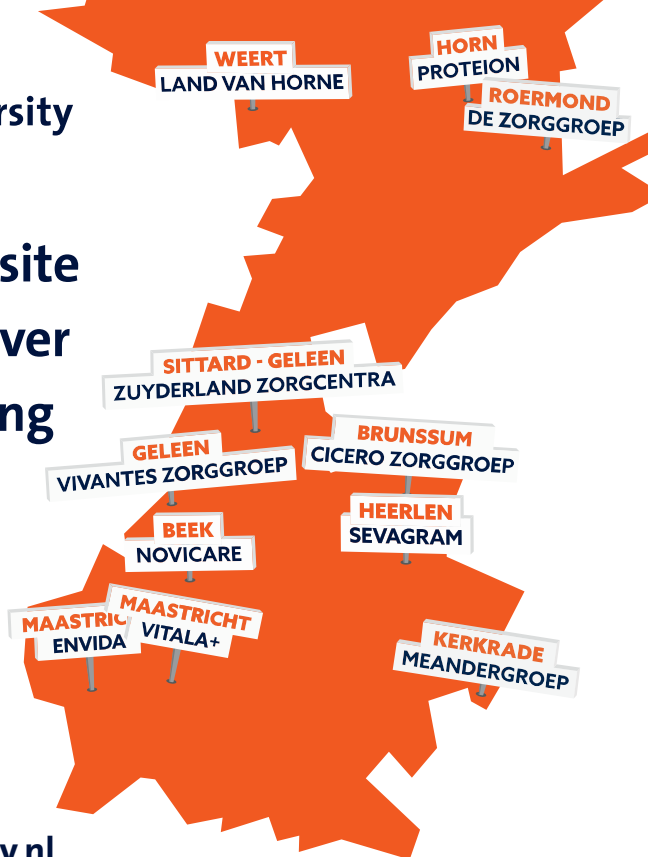 WEERT
LAND VAN HORNE
HORN
PROTEION
ROERMOND
DE ZORGGROEP
rsity
site
ver
ng
SITTARD - GELEEN
ZUYDERLAND ZORGCENTRA
BRUNSSUM
CICERO ZORGGROEP
GELEEN
VIVANTES ZORGGROEP
HEERLEN
SEVAGRAM
BEEK
NOVICARE
MAASTRIC
ENVIDA
MAASTRICHT
VITALA+
KERKRADE
MEANDERGROEP
y.nl